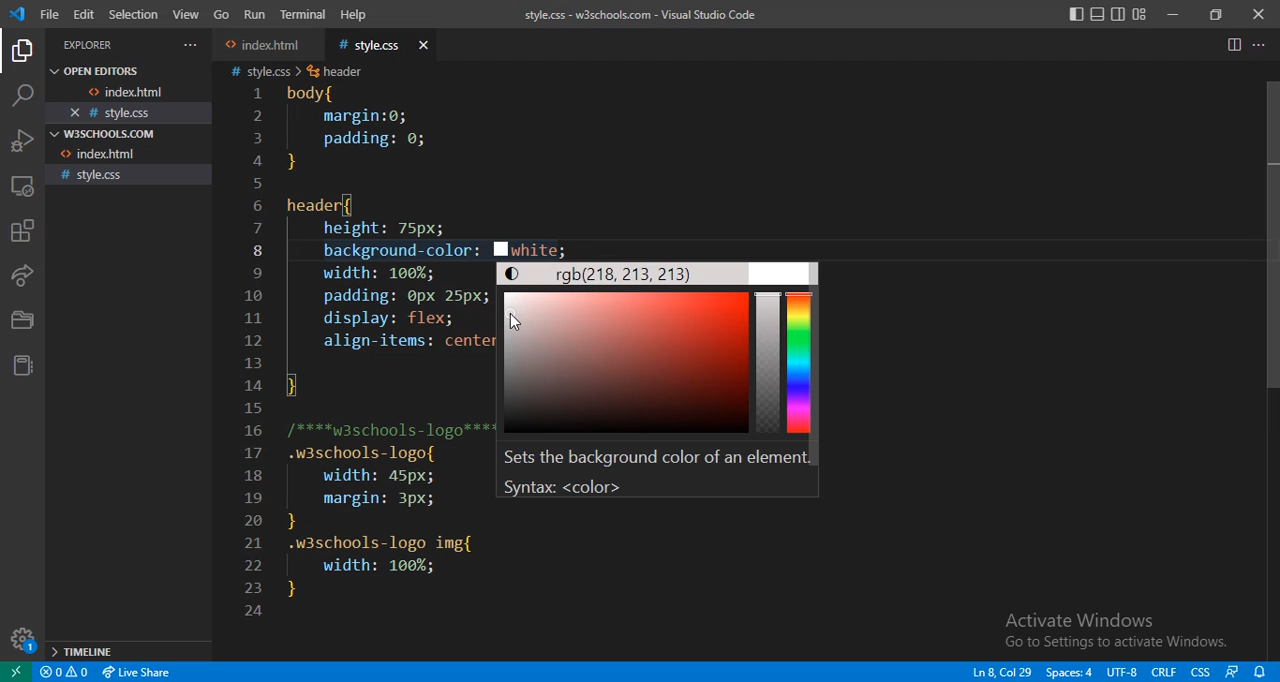 File Edit Selection View Go Run Terminal Help
style.css - w3schools.com - Visual Studio Code
EXPLORER
OPEN EDITORS
index.html
# style.css
W3SCHOOLS.COM
index.html
# style.css
TIMELINE
index.html
# style.css
# style.css > header
1 body{
2 margin:0;
3 padding: 0;
4 }
5
6 header{
7 height: 75px;
8 background-color: white;
9 width: 100%;
10 padding: 0px 25px;
11 display: flex;
12 align-items: center
13
14 }
15
16 /****w3schools-logo****
17 .w3schools-logo{
18 width: 45px;
19 margin: 3px;
20 }
21 .w3schools-logo img{
22 width: 100%;
23 }
24
rgb(218, 213, 213)
Sets the background color of an element.
Syntax: <color>
Activate Windows
Go to Settings to activate Windows.
1
0 0 Live Share
Ln 8, Col 29 Spaces: 4 UTF-8 CRLF CSS